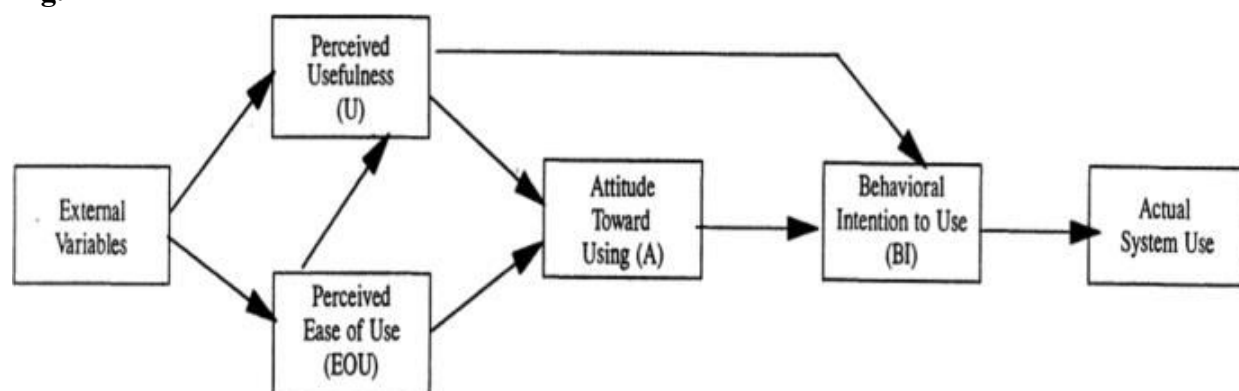 Perceived
Usefulness
(U)
External
Variables
Perceived
Ease of Use
(EOU)
Attitude
Toward
Using (A)
Behavioral
Intention to Use
(BI)
Actual
System Use